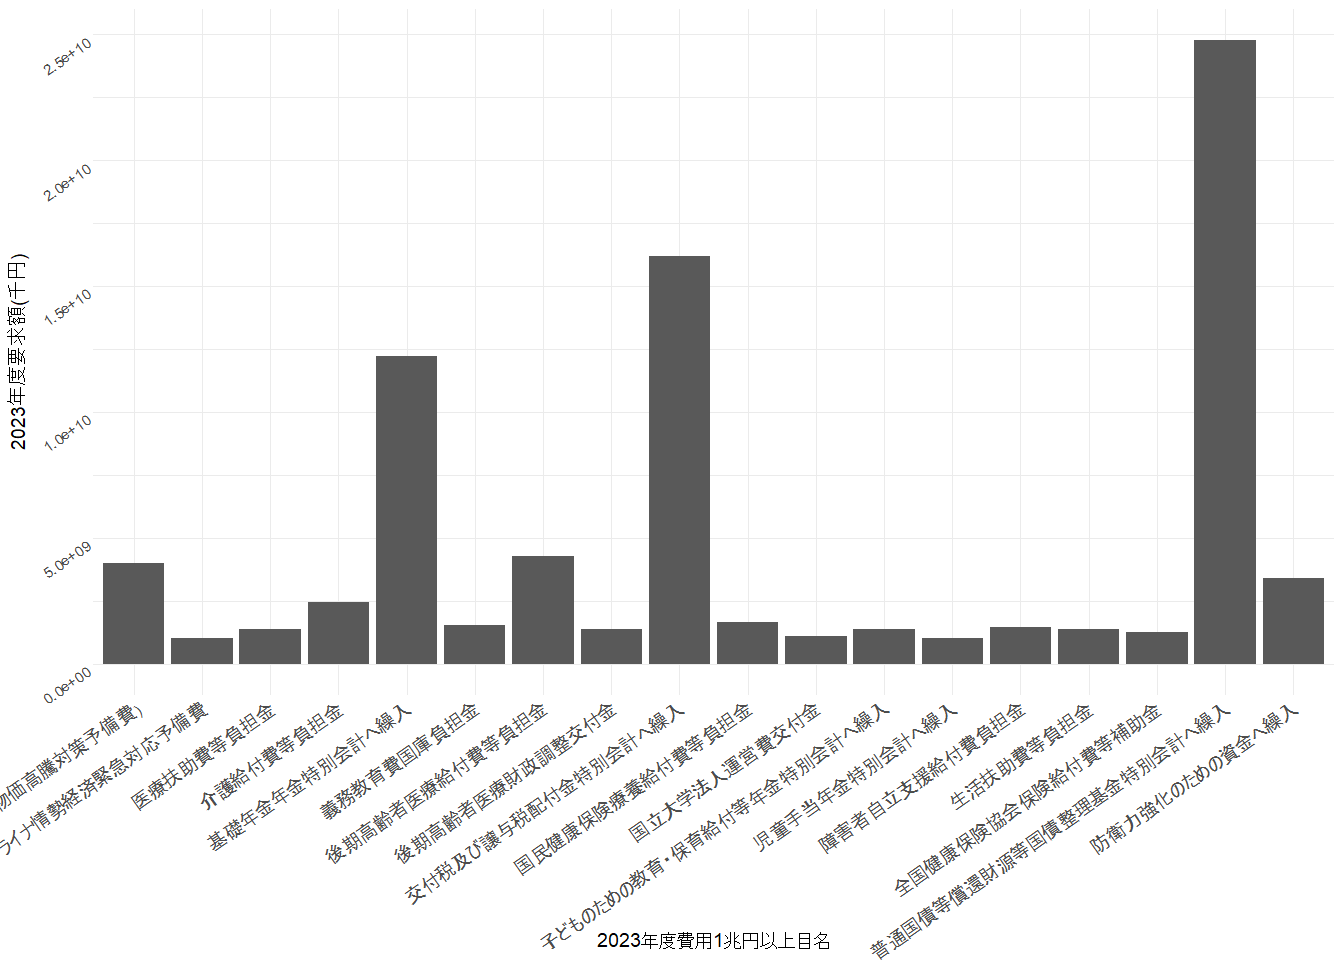 2023年度要求額(千円)
2.5e+10
2.0e+10
1.5e+10
1.0e+10
5.0e+09
0.0e+00
物価高騰対策予備費)
ライナ情勢経済緊急対応予備費
医療扶助費等負担金
介護給付費等負担金
基礎年金年金特別会計へ繰入
義務教育費国庫負担金
後期高齢者医療給付費等負担金
後期高齢者医療財政調整交付金
交付税及び譲与税配付金特別会計へ繰入
国民健康保険療養給付費等負担金
国立大学法人運営費交付金
子どものための教育・保育給付等年金特別会計へ繰入
児童手当年金特別会計へ繰入
障害者自立支援給付費負担金
生活扶助費等負担金
全国健康保険協会保険給付費等補助金
普通国債等償還財源等国債整理基金特別会計へ繰入
防衛力強化のための資金へ繰入
2023年度費用1兆円以上目名